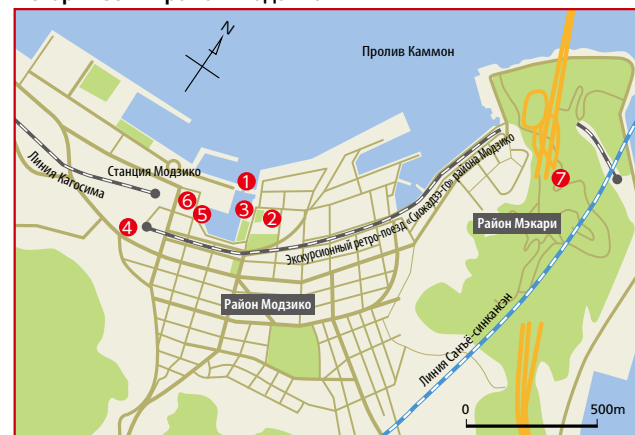 N
Пролив Каммон
Линия Кагосима
Станция Модзико
1
6
5
3
2
4
7
Экскурсионный ретро-поезд «Сиокадзэ-го» района Модзико
Район Мэкари
Район Модзико
Линия Санъё-синкансэн
0 500m